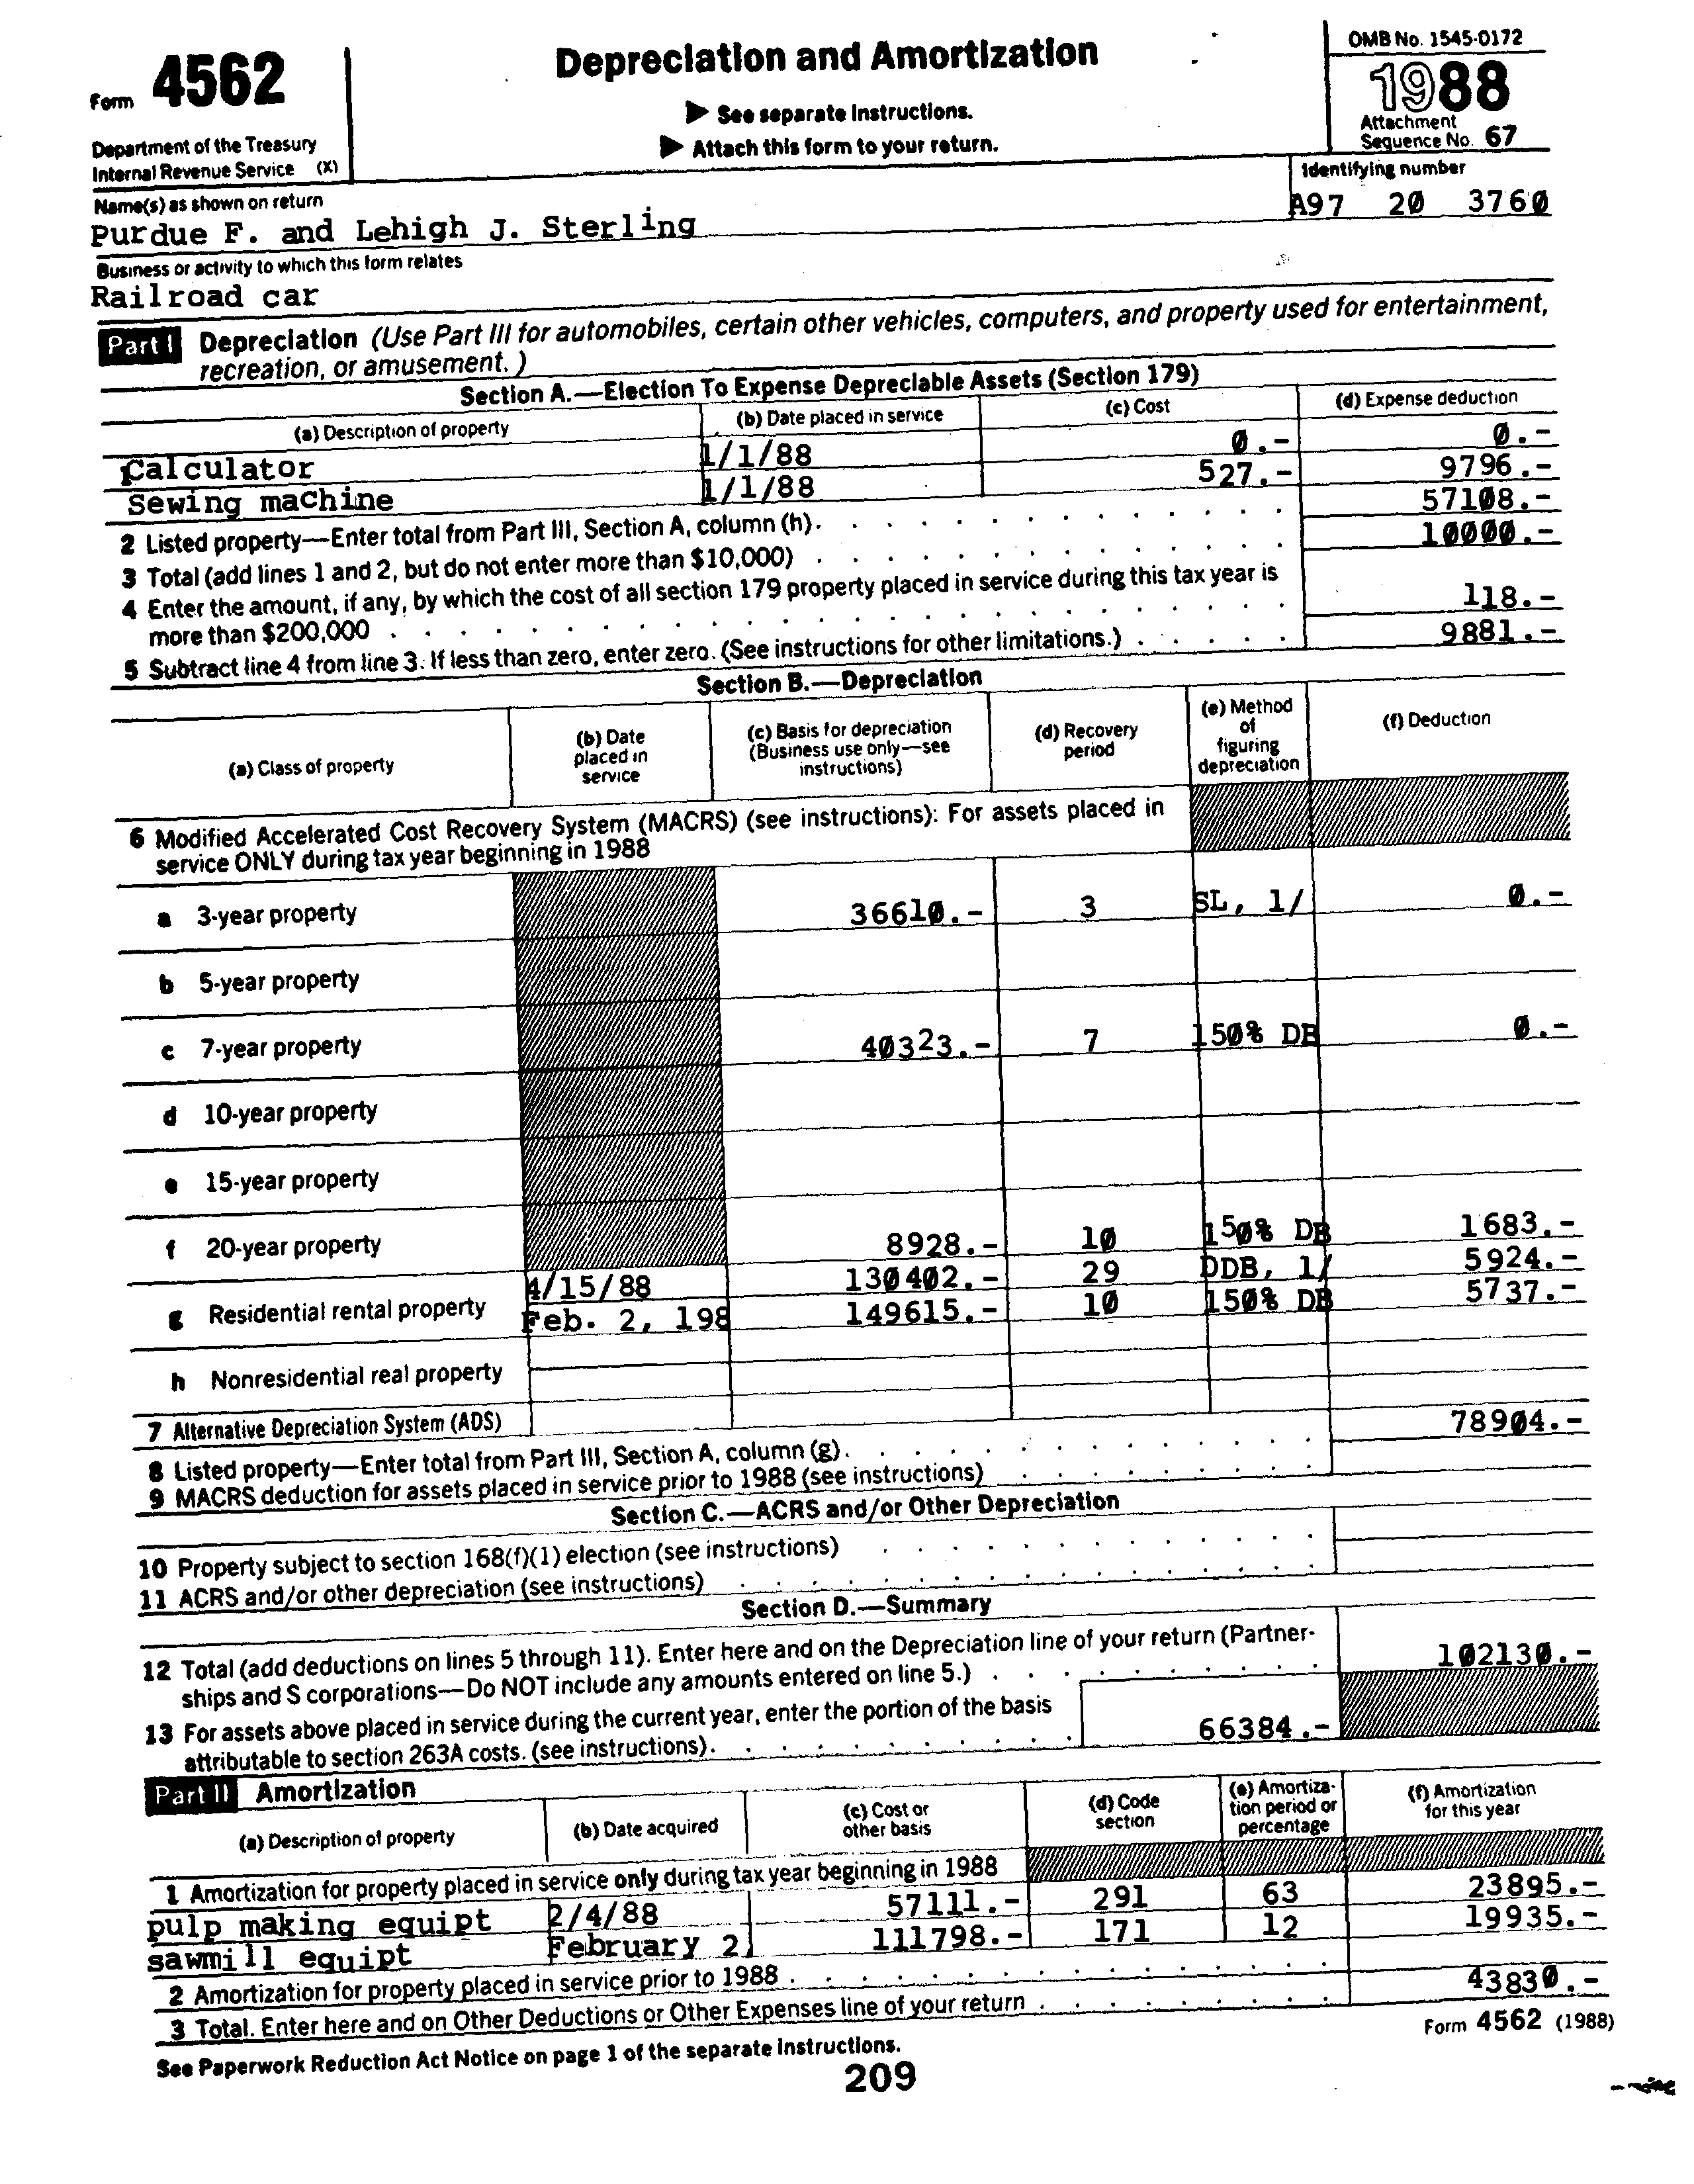 Form 4562
Department of the Treasury
Internal Revenue Service (X)
Depreciation and Amortization
▶ See separate instructions.
▶ Attach this form to your return.
OMB No. 1545-0172
1988
Attachment
Sequence No. 67
Name(s) as shown on return
Identifying number
Purdue F. and Lehigh J. Sterling
A97 20 3760
Business or activity to which this form relates
Railroad car
Part I Depreciation (Use Part III for automobiles, certain other vehicles, computers, and property used for entertainment,
recreation, or amusement.)
Section A.—Election To Expense Depreciable Assets (Section 179)
(a) Description of property (b) Date placed in service (c) Cost (d) Expense deduction
Calculator 1/1/88 0.- 0.-
Sewing machine 1/1/88 527.- 9796.-
2 Listed property—Enter total from Part III, Section A, column (h). 57108.-
3 Total (add lines 1 and 2, but do not enter more than $10,000) 10000.-
4 Enter the amount, if any, by which the cost of all section 179 property placed in service during this tax year is
more than $200,000 118.-
5 Subtract line 4 from line 3. If less than zero, enter zero. (See instructions for other limitations.) 9881.-
Section B.—Depreciation
(a) Class of property
(b) Date
placed in
service
(c) Basis for depreciation
(Business use only—see
instructions)
(d) Recovery
period
(e) Method
of
figuring
depreciation
(f) Deduction
6 Modified Accelerated Cost Recovery System (MACRS) (see instructions): For assets placed in
service ONLY during tax year beginning in 1988
a 3-year property 36610.- 3 SL, 1/ 0.-
b 5-year property
c 7-year property 40323.- 7 150% DB 0.-
d 10-year property
e 15-year property
f 20-year property 8928.- 10 150% DB 1683.-
4/15/88 130402.- 29 DDB, 1/ 5924.-
g Residential rental property Feb. 2, 198 149615.- 10 150% DB 5737.-
h Nonresidential real property
7 Alternative Depreciation System (ADS)
8 Listed property—Enter total from Part III, Section A, column (g). 78904.-
9 MACRS deduction for assets placed in service prior to 1988 (see instructions)
Section C.—ACRS and/or Other Depreciation
10 Property subject to section 168(f)(1) election (see instructions)
11 ACRS and/or other depreciation (see instructions)
Section D.—Summary
12 Total (add deductions on lines 5 through 11). Enter here and on the Depreciation line of your return (Partner-
ships and S corporations—Do NOT include any amounts entered on line 5.) 102130.-
13 For assets above placed in service during the current year, enter the portion of the basis
attributable to section 263A costs. (see instructions). 66384.-
Part II Amortization
(a) Description of property
(b) Date acquired
(c) Cost or
other basis
(d) Code
section
(e) Amortiza-
tion period or
percentage
(f) Amortization
for this year
1 Amortization for property placed in service only during tax year beginning in 1988
pulp making equipt 2/4/88 57111.- 291 63 23895.-
sawmill equipt February 2 111798.- 171 12 19935.-
2 Amortization for property placed in service prior to 1988
3 Total. Enter here and on Other Deductions or Other Expenses line of your return 43830.-
See Paperwork Reduction Act Notice on page 1 of the separate instructions.
Form 4562 (1988)
209